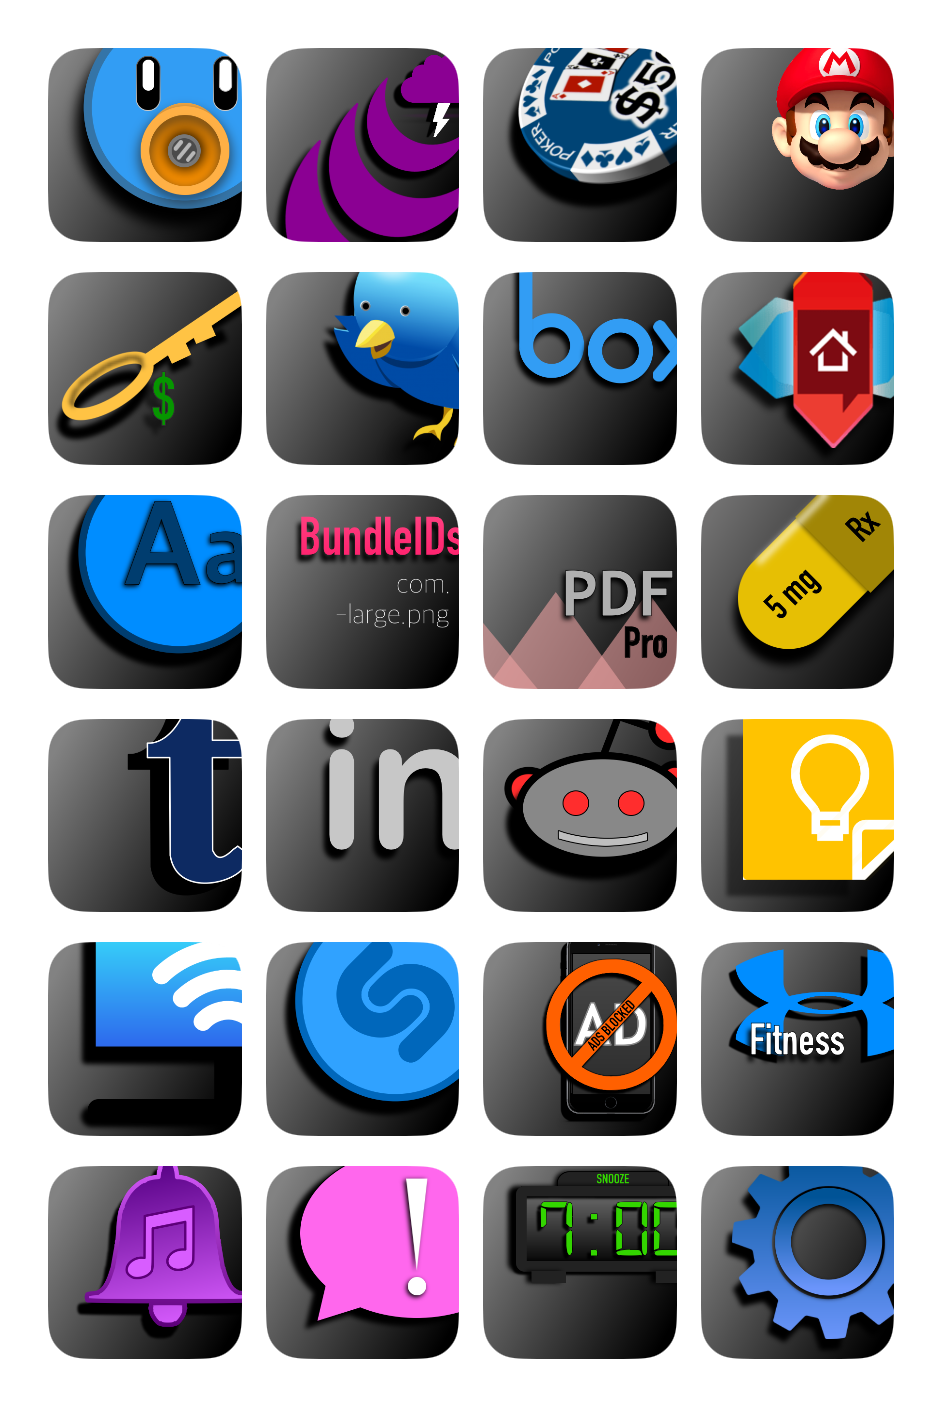 POKER
$5
M
$
box
Aa
BundleIDs
com.
-large.png
PDF
Pro
Rx
5 mg
t
in
AD
ADS BLOCKED
Fitness
SNOOZE
7:00
!